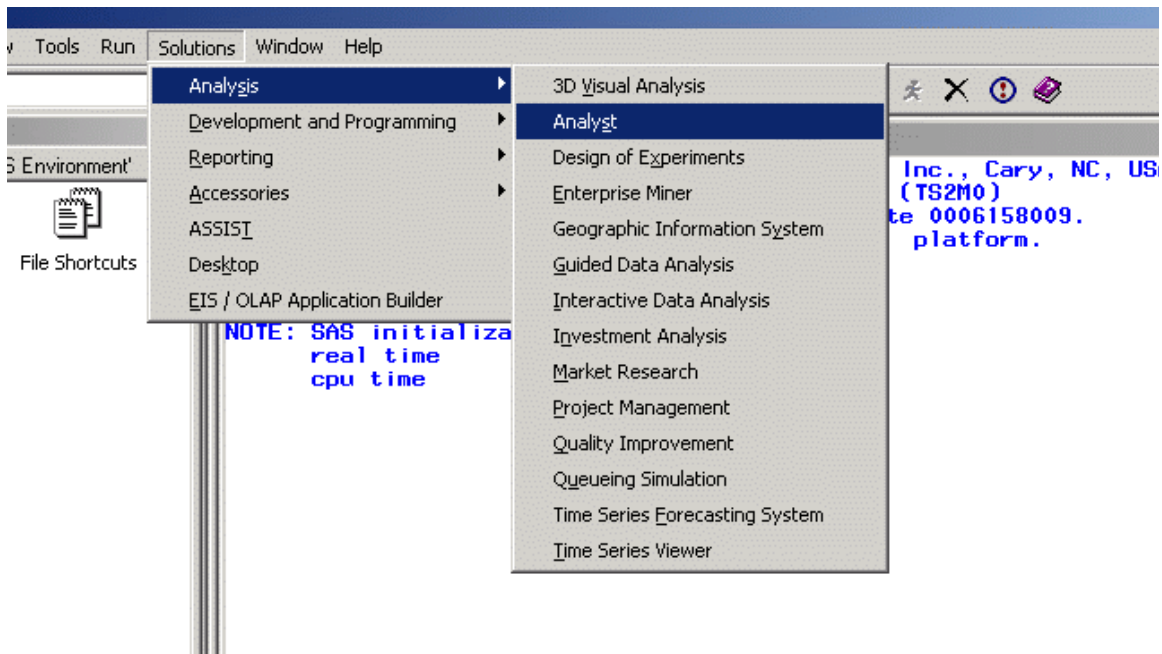 Tools Run Solutions Window Help
Analysis
Development and Programming
Reporting
Accessories
ASSIST
Desktop
EIS / OLAP Application Builder
3D Visual Analysis
Analyst
Design of Experiments
Enterprise Miner
Geographic Information System
Guided Data Analysis
Interactive Data Analysis
Investment Analysis
Market Research
Project Management
Quality Improvement
Queueing Simulation
Time Series Forecasting System
Time Series Viewer
S Environment'
File Shortcuts
Inc., Cary, NC, US
(TS2M0)
te 0006158009.
platform.
NOTE: SAS initializa
real time
cpu time